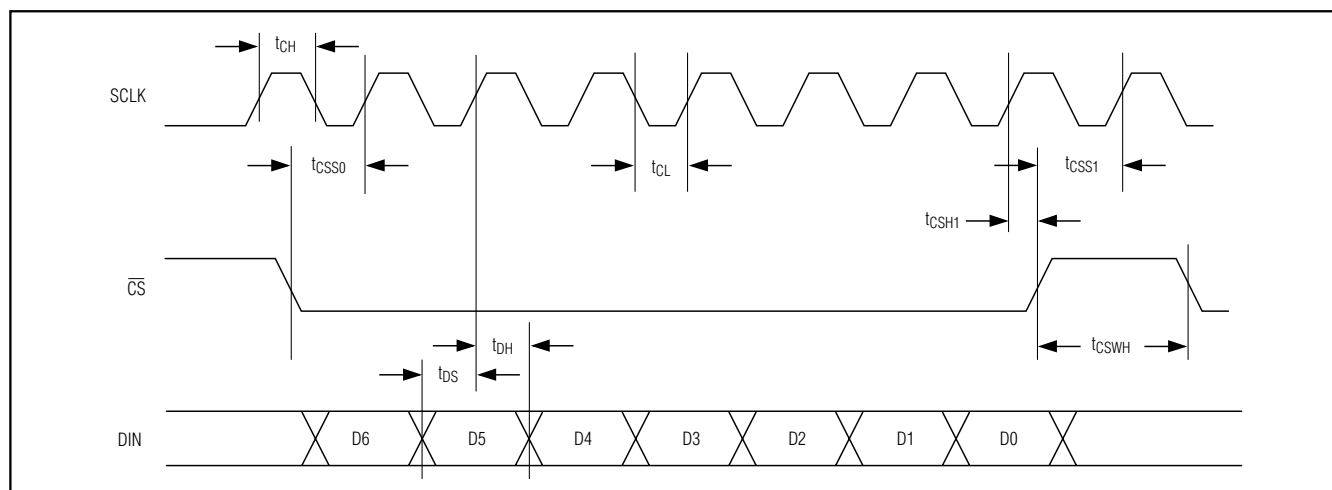 tCH
SCLK
tCSS0
tCL
tCSS1
tCSH1
CS
tDH
tCSWH
tDS
DIN
D6
D5
D4
D3
D2
D1
D0